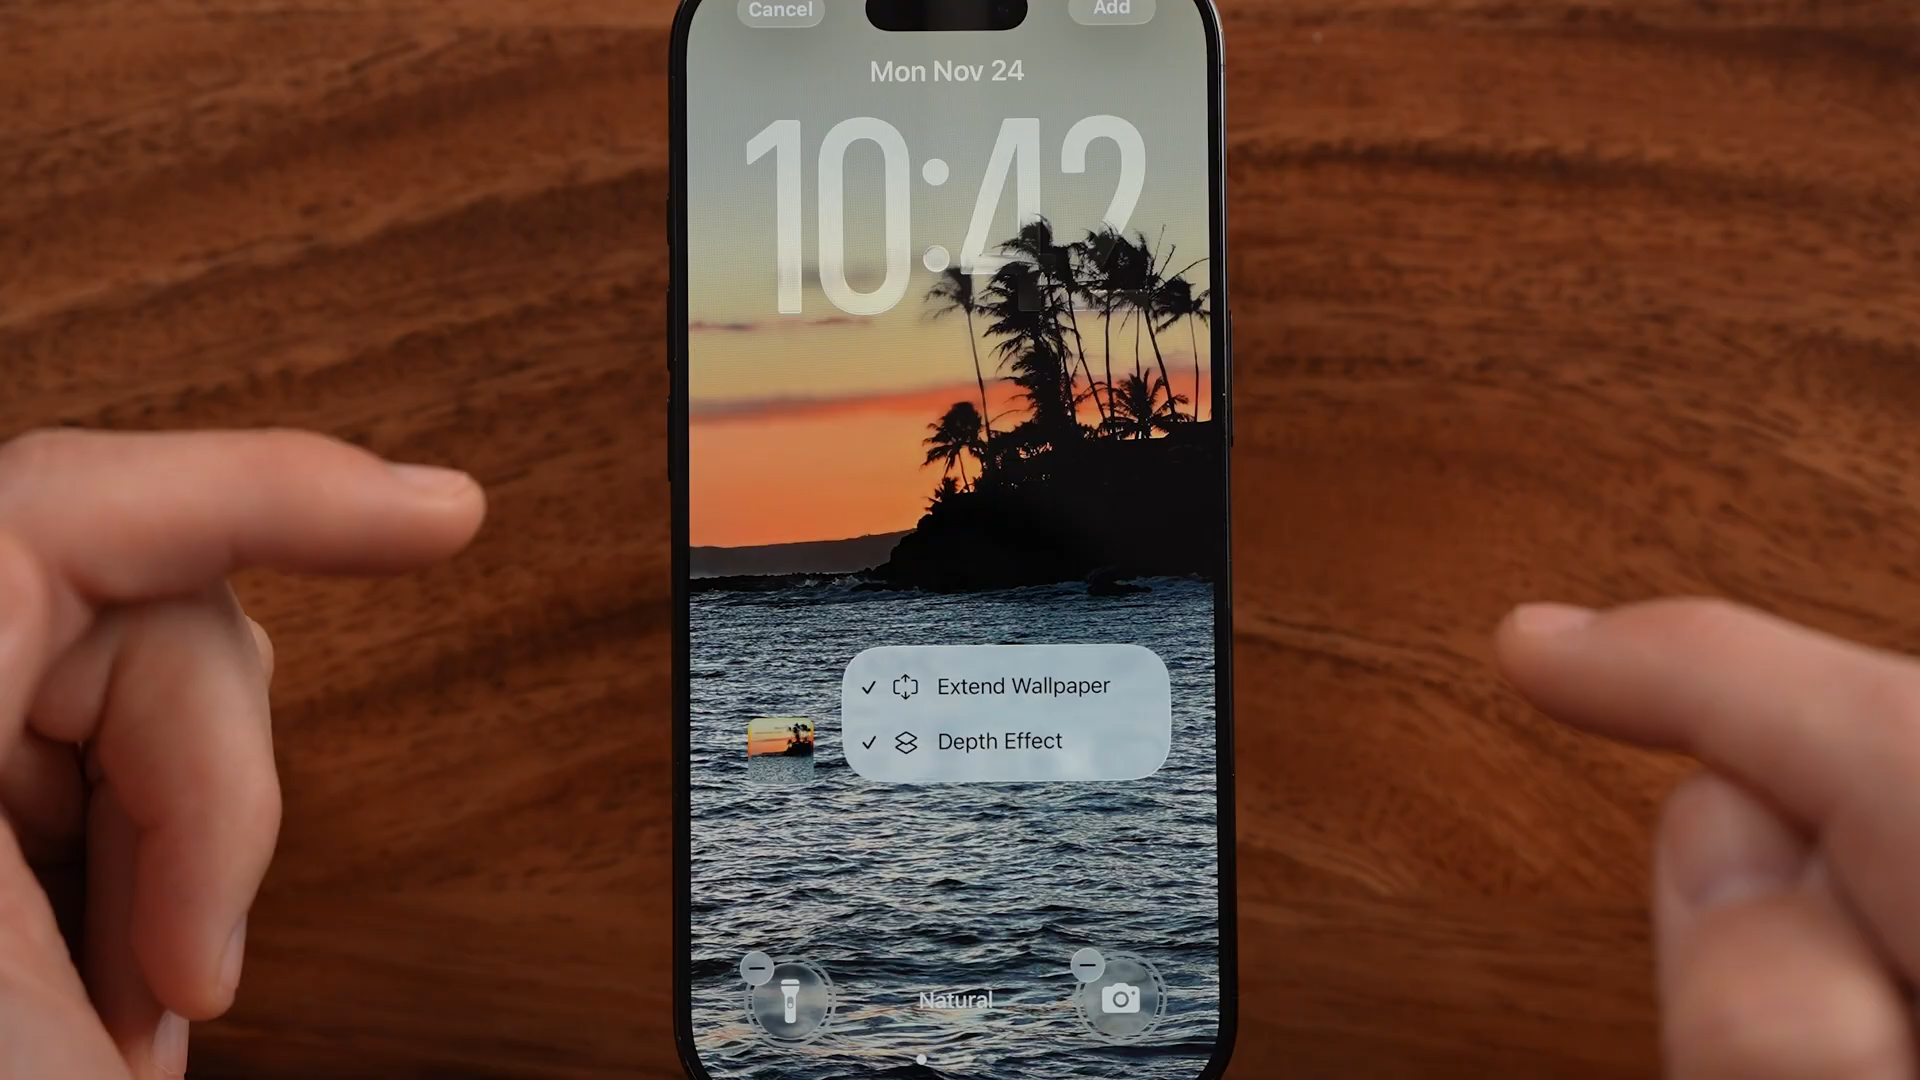 Cancel
Add
Mon Nov 24
10:42
Extend Wallpaper
Depth Effect
Natural